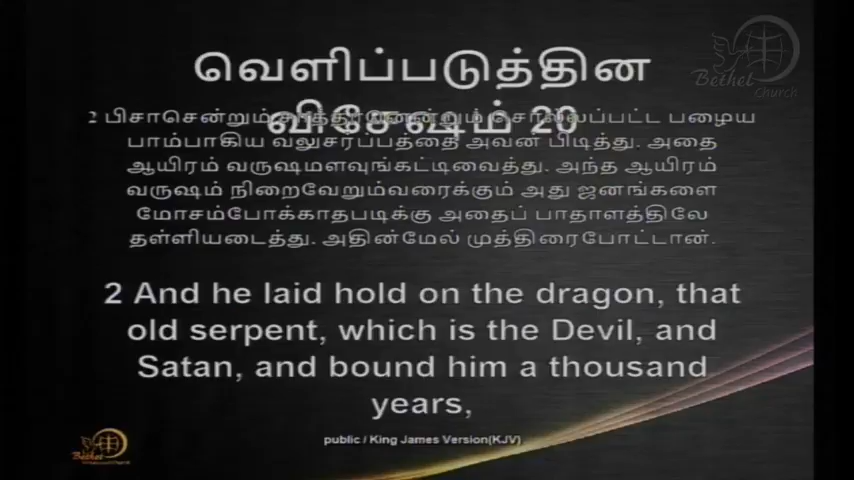 Bethel
Church
வெளிப்படுத்தின
விசேஷம் 20
2 பிசாசென்றும் சாத்தானென்றும் சொல்லப்பட்ட பழைய
பாம்பாகிய வலுசர்ப்பத்தை அவன் பிடித்து. அதை
ஆயிரம் வருஷமளவுங்கட்டிவைத்து. அந்த ஆயிரம்
வருஷம் நிறைவேறும்வரைக்கும் அது ஜனங்களை
மோசம்போக்காதபடிக்கு அதைப் பாதாளத்திலே
தள்ளியடைத்து. அதின்மேல் முத்திரைபோட்டான்.
2 And he laid hold on the dragon, that
old serpent, which is the Devil, and
Satan, and bound him a thousand
years,
public / King James Version(KJV)
Bethel